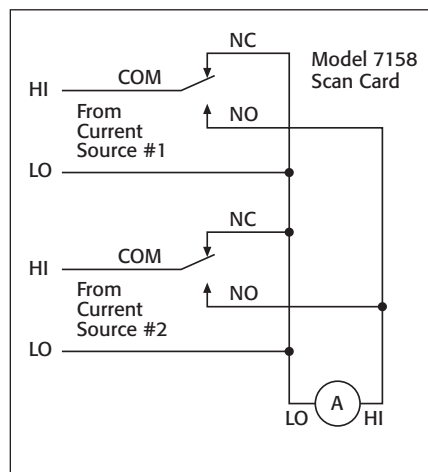 NC
Model 7158
Scan Card
COM
HI
From
Current
Source #1
NO
LO
NC
COM
HI
From
Current
Source #2
NO
LO
LO
A
HI